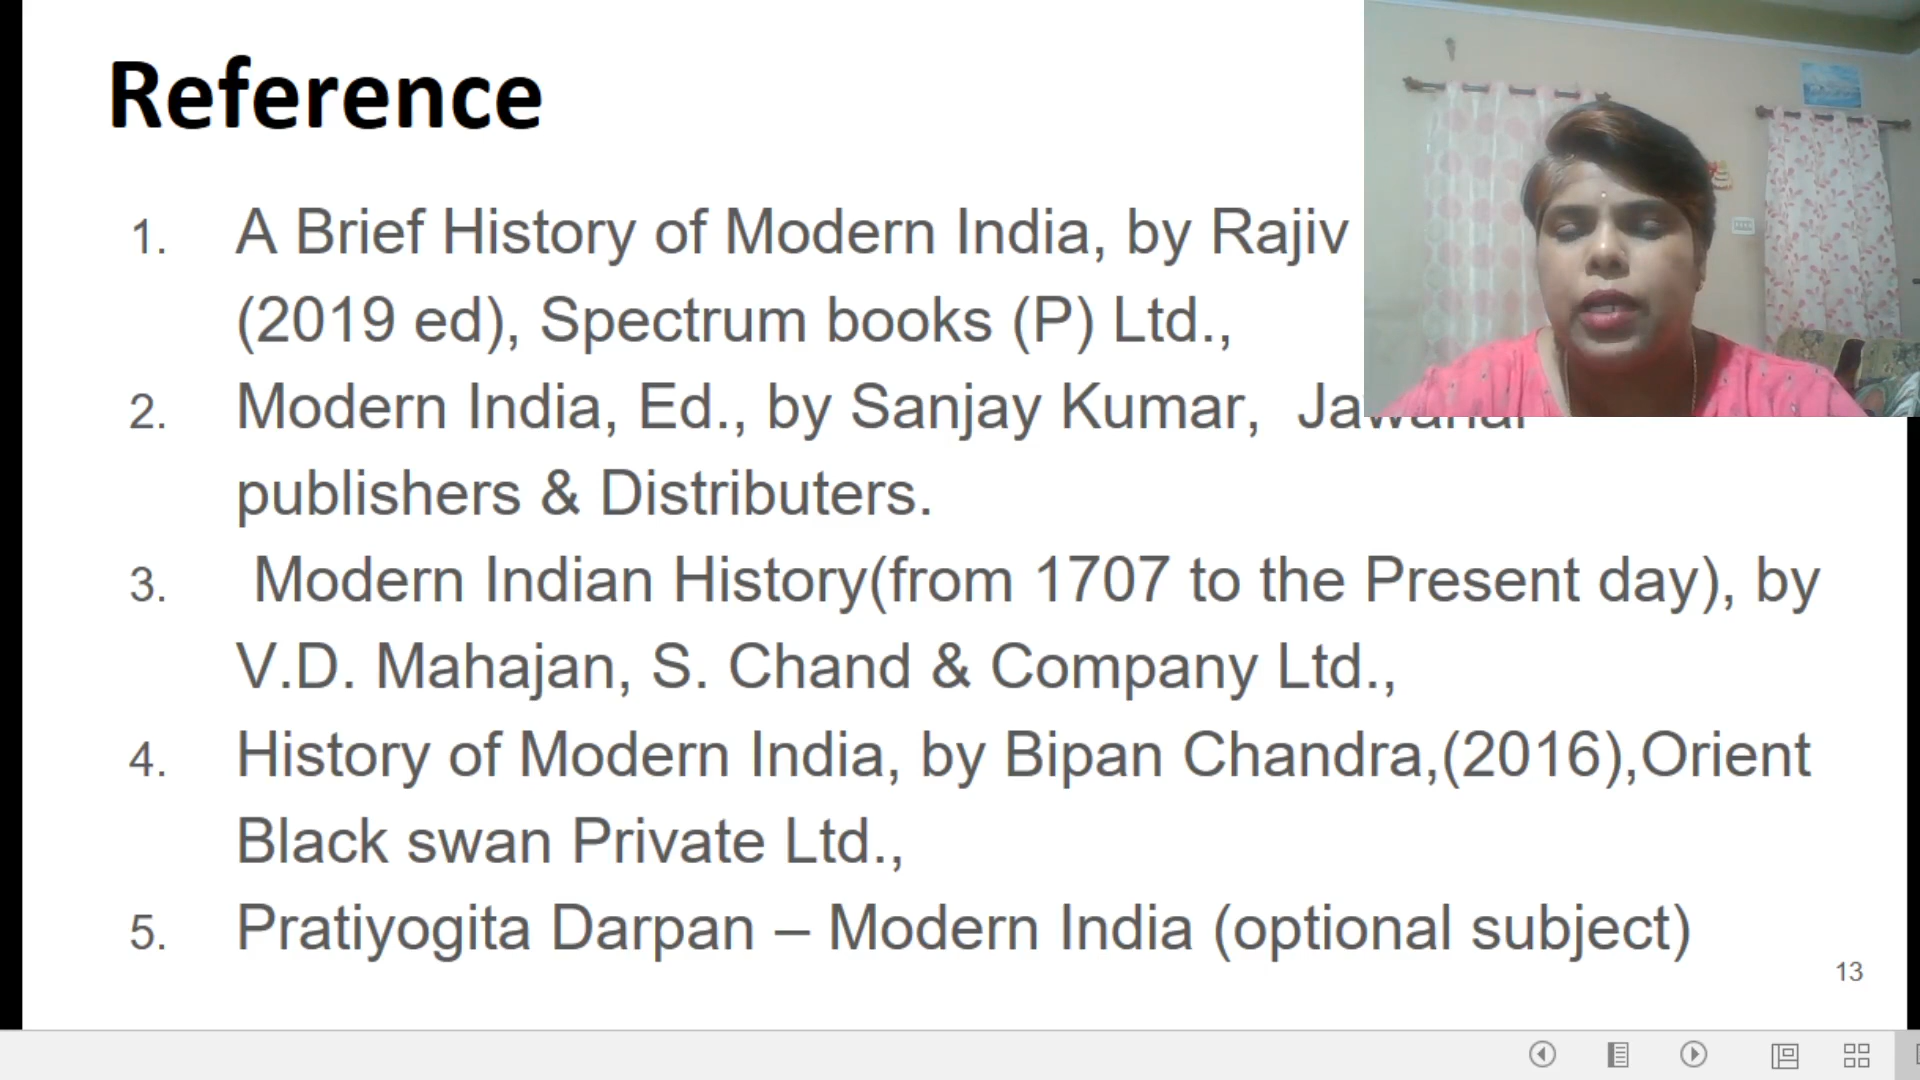 Reference
1. A Brief History of Modern India, by Rajiv
(2019 ed), Spectrum books (P) Ltd.,
2. Modern India, Ed., by Sanjay Kumar, Jawahar
publishers & Distributers.
3. Modern Indian History(from 1707 to the Present day), by
V.D. Mahajan, S. Chand & Company Ltd.,
4. History of Modern India, by Bipan Chandra,(2016),Orient
Black swan Private Ltd.,
5. Pratiyogita Darpan – Modern India (optional subject)
13